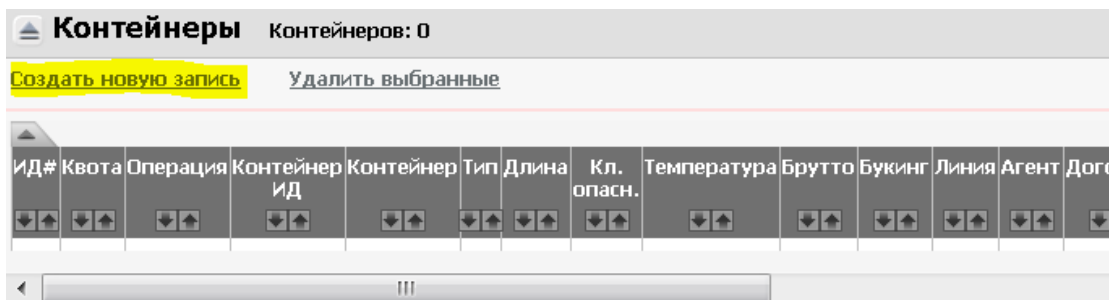 Контейнеры Контейнеров: 0
Создать новую запись Удалить выбранные
ИД# Квота Операция Контейнер ИД Контейнер Тип Длина Кл. опасн. Температура Брутто Букинг Линия Агент